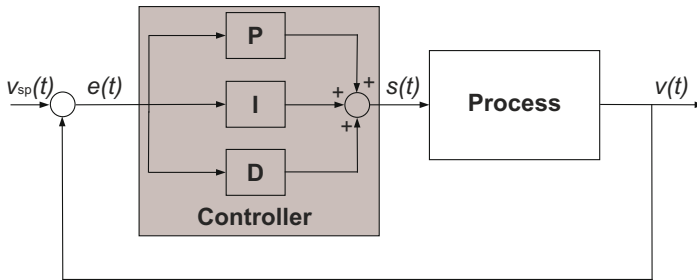 P
v_sp(t)
e(t)
I
+
+
+
s(t)
Process
v(t)
D
Controller